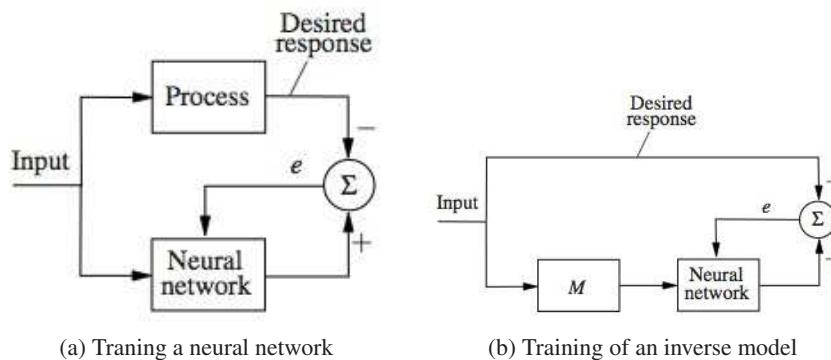 Desired
response
Process
−
Input
e
Σ
+
Neural
network
(a) Traning a neural network
Desired
response
−
Input
e
Σ
−
M
Neural
network
(b) Training of an inverse model